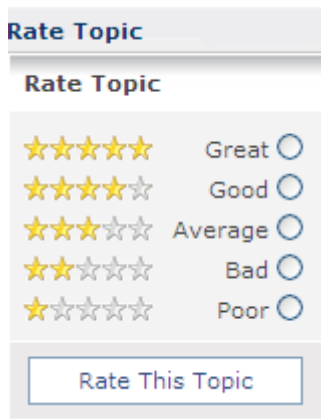 Rate Topic
Rate Topic
Great
Good
Average
Bad
Poor
Rate This Topic